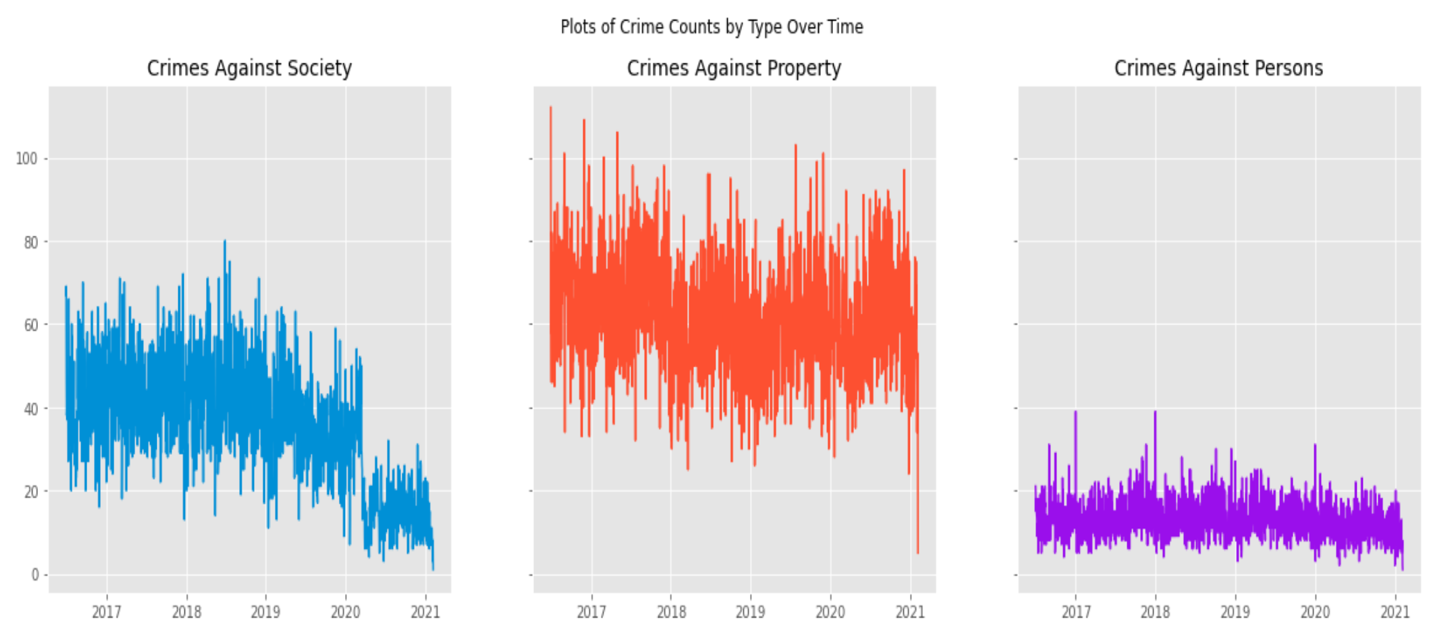 Plots of Crime Counts by Type Over Time
Crimes Against Society
Crimes Against Property
Crimes Against Persons
100
80
60
40
20
0
2017 2018 2019 2020 2021
2017 2018 2019 2020 2021
2017 2018 2019 2020 2021